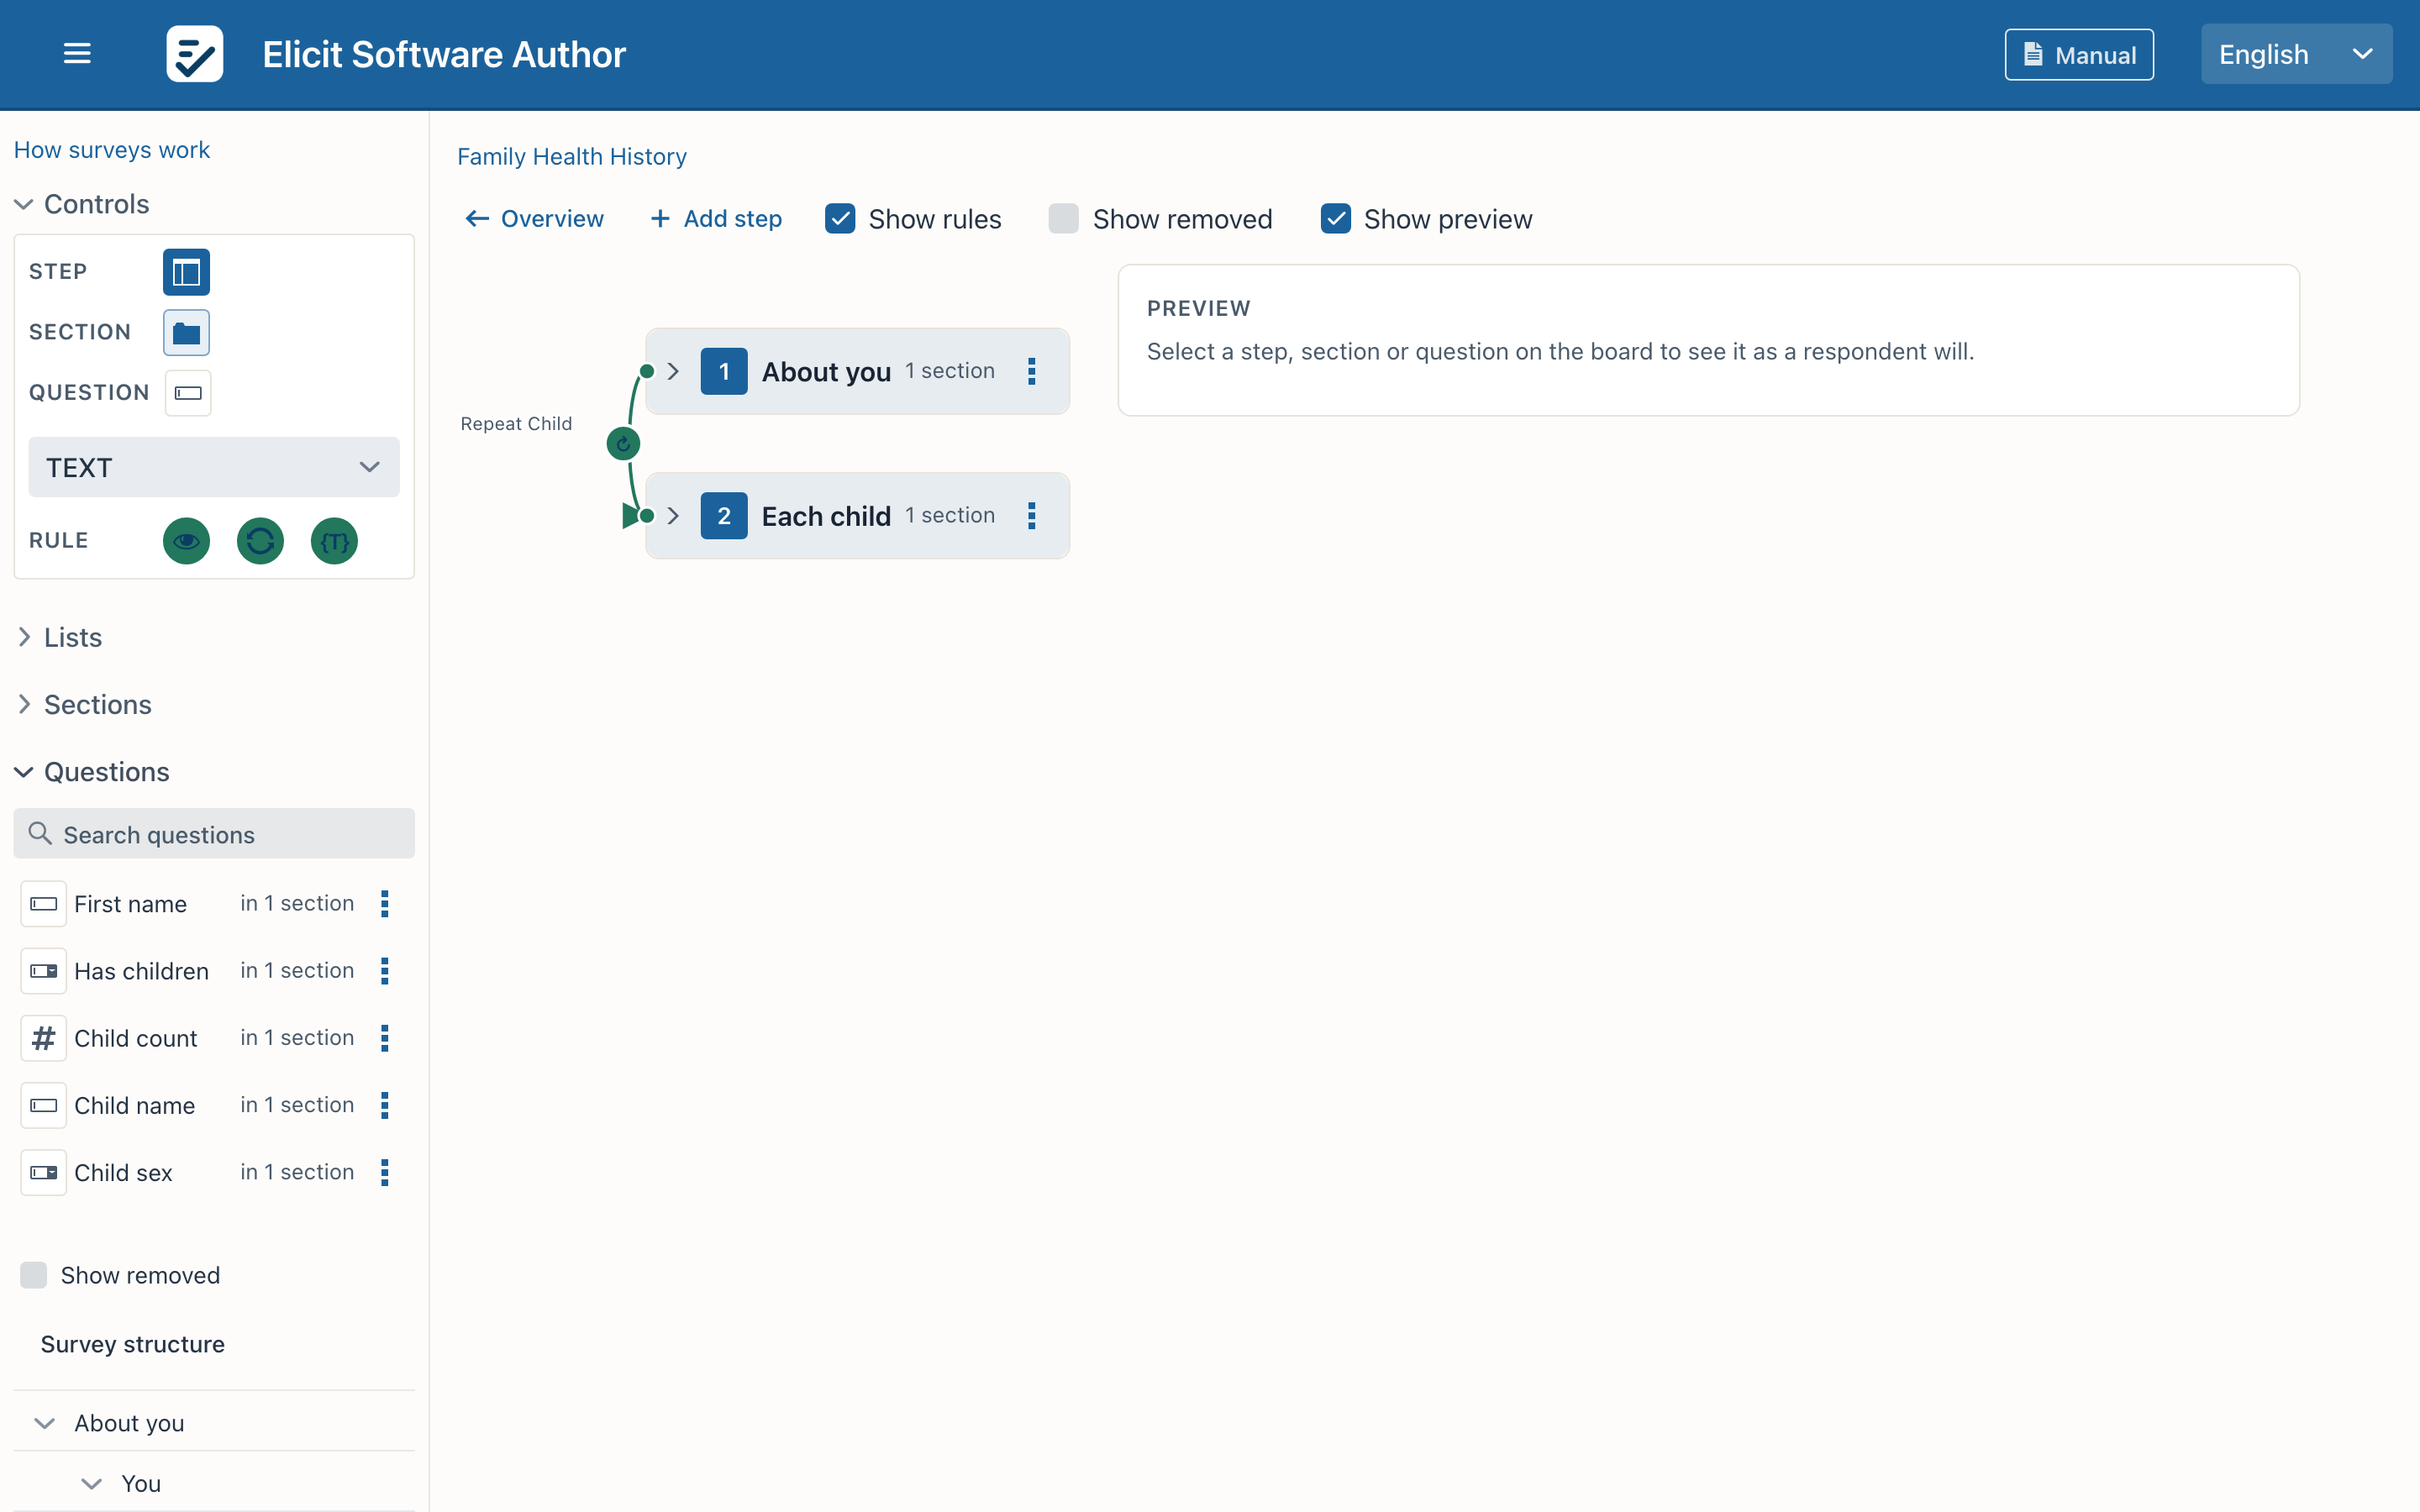 Elicit Software Author
Manual
English
How surveys work
Controls
STEP
SECTION
QUESTION
TEXT
RULE
{T}
Lists
Sections
Questions
Search questions
First name in 1 section
Has children in 1 section
# Child count in 1 section
Child name in 1 section
Child sex in 1 section
Show removed
Survey structure
About you
You
Family Health History
Overview
+ Add step
Show rules
Show removed
Show preview
1 About you 1 section
Repeat Child
2 Each child 1 section
PREVIEW
Select a step, section or question on the board to see it as a respondent will.